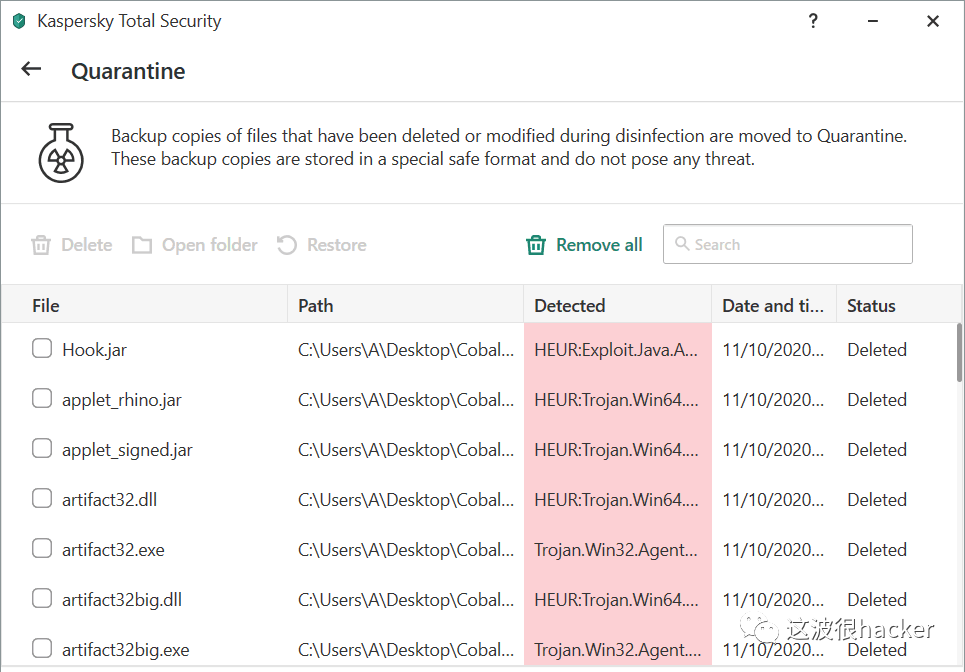 Kaspersky Total Security ?
Quarantine
Backup copies of files that have been deleted or modified during disinfection are moved to Quarantine.
These backup copies are stored in a special safe format and do not pose any threat.
Delete Open folder Restore Remove all Search
File Path Detected Date and ti... Status
Hook.jar C:\Users\A\Desktop\Cobal... HEUR:Exploit.Java.A... 11/10/2020... Deleted
applet_rhino.jar C:\Users\A\Desktop\Cobal... HEUR:Trojan.Win64.... 11/10/2020... Deleted
applet_signed.jar C:\Users\A\Desktop\Cobal... HEUR:Trojan.Win64.... 11/10/2020... Deleted
artifact32.dll C:\Users\A\Desktop\Cobal... HEUR:Trojan.Win64.... 11/10/2020... Deleted
artifact32.exe C:\Users\A\Desktop\Cobal... Trojan.Win32.Agent.... 11/10/2020... Deleted
artifact32big.dll C:\Users\A\Desktop\Cobal... HEUR:Trojan.Win64.... 11/10/2020... Deleted
这波很hacker
artifact32big.exe C:\Users\A\Desktop\Cobal... Trojan.Win32.Agent.... 11/10/2020... Deleted